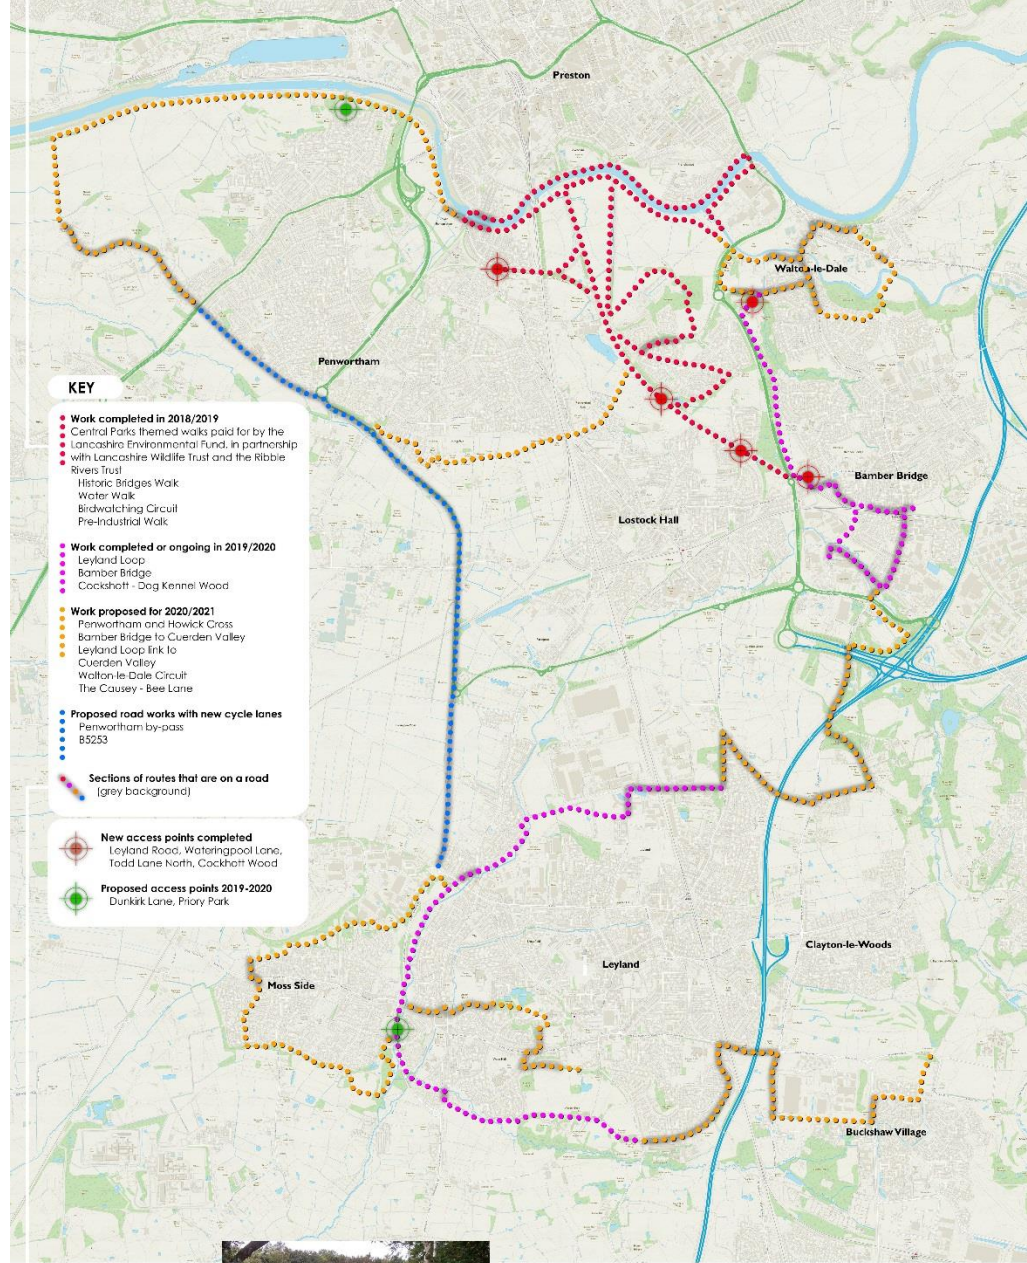 Preston
Walton-le-Dale
Penwortham
KEY
Work completed in 2018/2019
Central Parks themed walks paid for by the
Lancashire Environmental Fund, in partnership
with Lancashire Wildlife Trust and the Ribble
Rivers Trust
Historic Bridges Walk
Water Walk
Birdwatching Circuit
Pre-Industrial Walk
Work completed or ongoing in 2019/2020
Leyland Loop
Bamber Bridge
Cockshott - Dog Kennel Wood
Work proposed for 2020/2021
Penwortham and Howick Cross
Bamber Bridge to Cuerden Valley
Leyland Loop link to
Cuerden Valley
Walton-le-Dale Circuit
The Causey - Bee Lane
Proposed road works with new cycle lanes
Penwortham by-pass
B5253
Sections of routes that are on a road
(grey background)
New access points completed
Leyland Road, Wateringpool Lane,
Todd Lane North, Cockhott Wood
Proposed access points 2019-2020
Dunkirk Lane, Priory Park
Bamber Bridge
Lostock Hall
Clayton-le-Woods
Leyland
Moss Side
Buckshaw Village